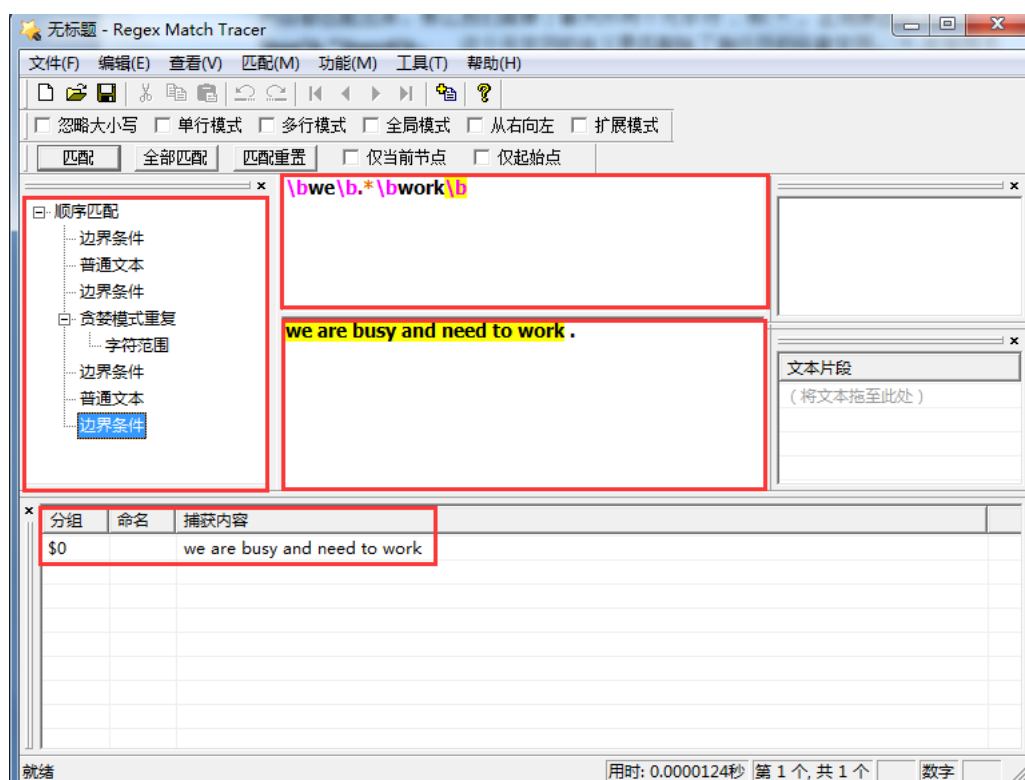 无标题 - Regex Match Tracer
文件(F) 编辑(E) 查看(V) 匹配(M) 功能(M) 工具(T) 帮助(H)
忽略大小写 单行模式 多行模式 全局模式 从右向左 扩展模式
匹配 全部匹配 匹配重置 仅当前节点 仅起始点
顺序匹配
边界条件
普通文本
边界条件
贪婪模式重复
字符范围
边界条件
普通文本
边界条件
\bwe\b.*\bwork\b
we are busy and need to work .
文本片段
(将文本拖至此处)
分组 命名 捕获内容
$0 we are busy and need to work
就绪 用时: 0.0000124秒 第 1 个, 共 1 个 数字